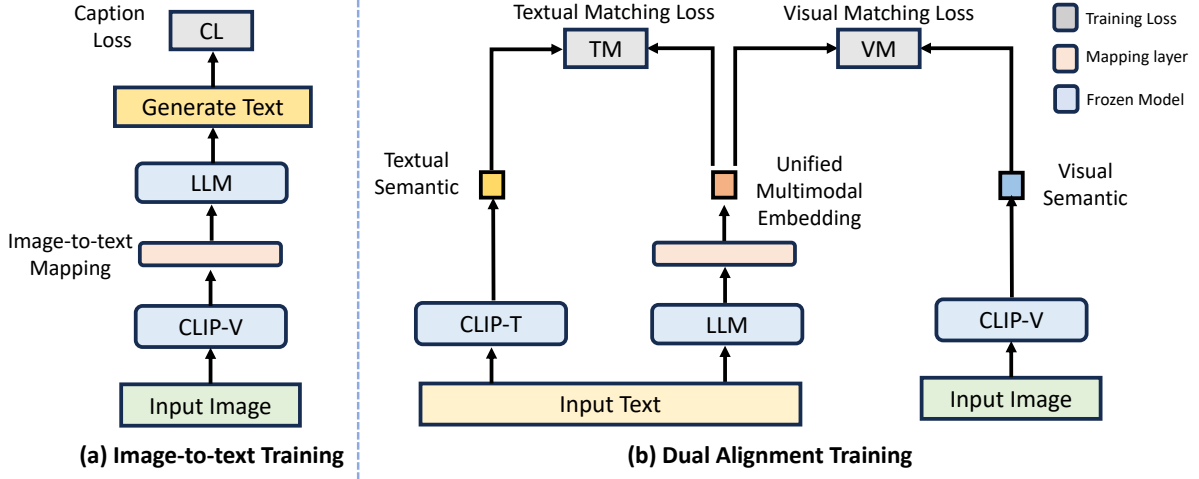 Caption
Loss
CL
Generate Text
LLM
Image-to-text
Mapping
CLIP-V
Input Image
(a) Image-to-text Training
Textual Matching Loss
Visual Matching Loss
TM
VM
Textual
Semantic
Unified
Multimodal
Embedding
Visual
Semantic
CLIP-T
LLM
CLIP-V
Input Text
Input Image
(b) Dual Alignment Training
Training Loss
Mapping layer
Frozen Model